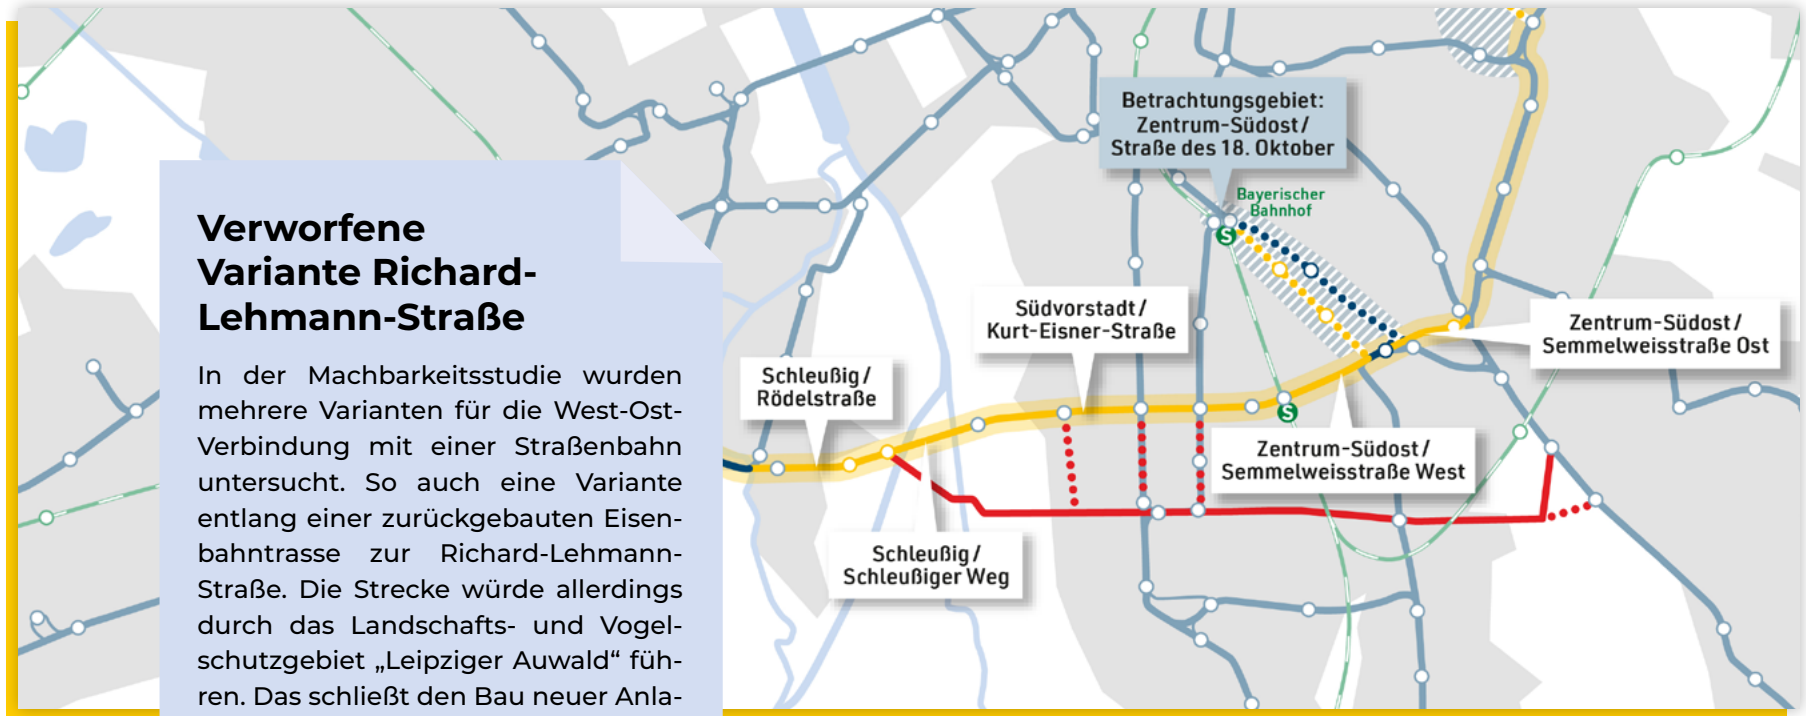 Verworfene
Variante Richard-
Lehmann-Straße
In der Machbarkeitsstudie wurden
mehrere Varianten für die West-Ost-
Verbindung mit einer Straßenbahn
untersucht. So auch eine Variante
entlang einer zurückgebauten Eisen-
bahntrasse zur Richard-Lehmann-
Straße. Die Strecke würde allerdings
durch das Landschafts- und Vogel-
schutzgebiet „Leipziger Auwald“ füh-
ren. Das schließt den Bau neuer Anla-
Betrachtungsgebiet:
Zentrum-Südost/
Straße des 18. Oktober
Bayerischer
Bahnhof
S
Südvorstadt/
Kurt-Eisner-Straße
Zentrum-Südost/
Semmelweisstraße Ost
Schleußig/
Rödelstraße
S
Zentrum-Südost/
Semmelweisstraße West
Schleußig/
Schleußiger Weg